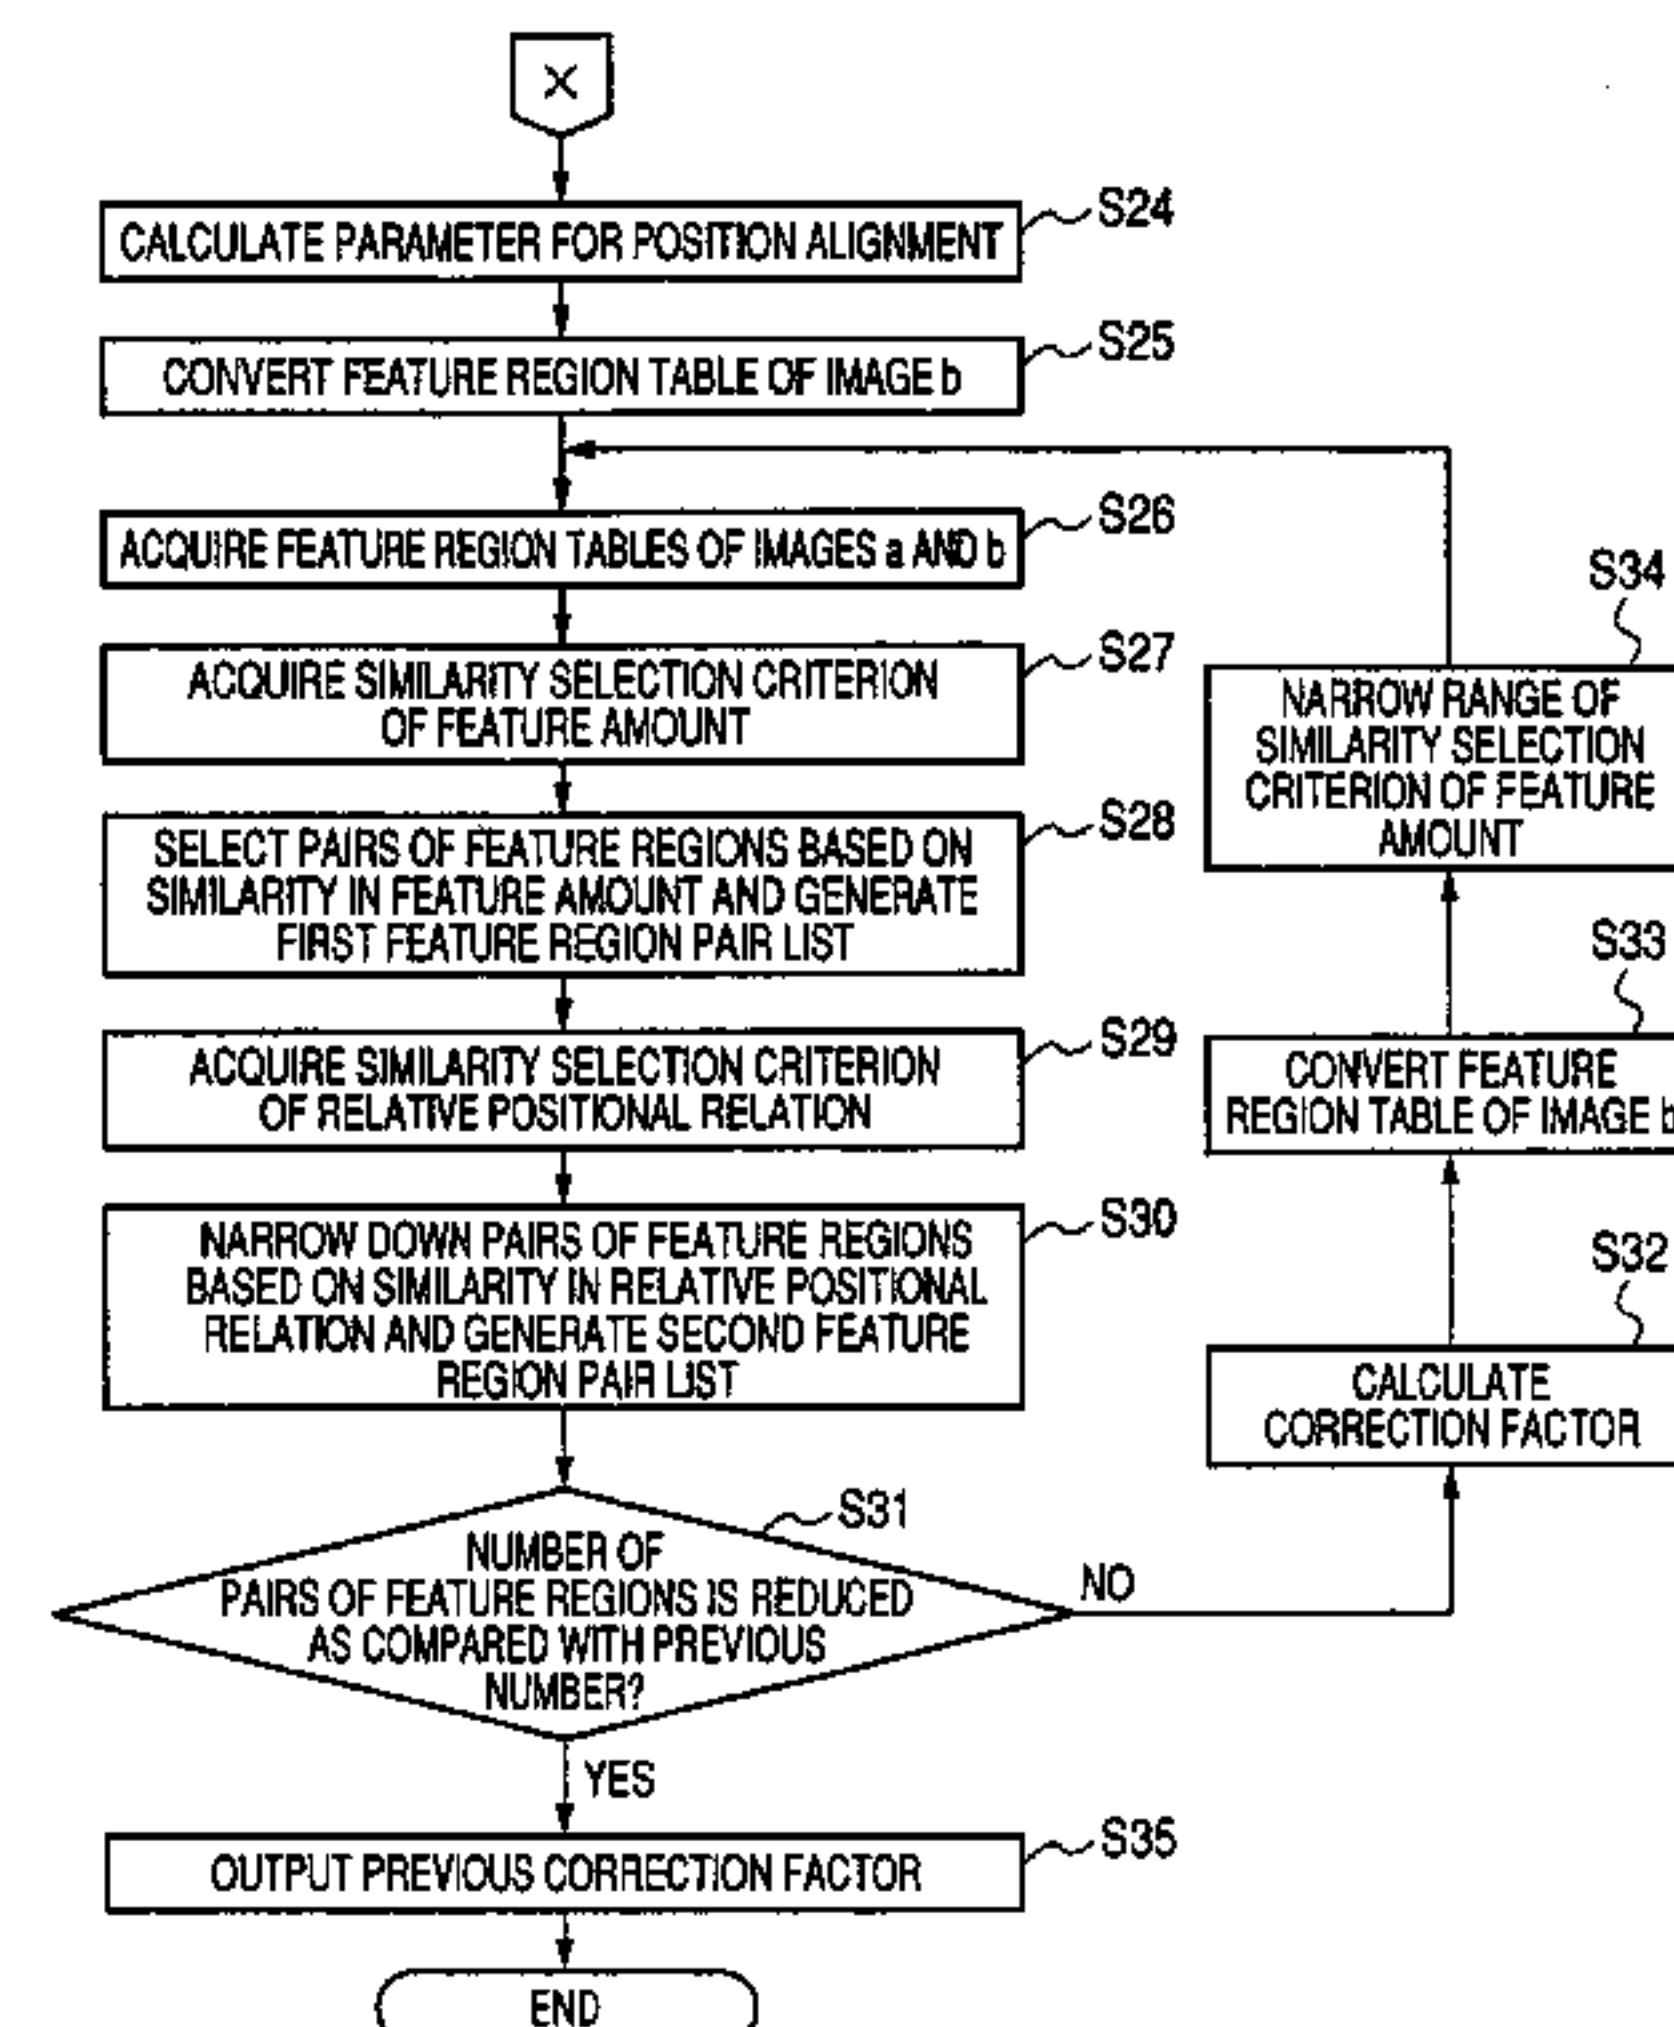 X
S24
CALCULATE PARAMETER FOR POSITION ALIGNMENT
S25
CONVERT FEATURE REGION TABLE OF IMAGE b
S26
ACQUIRE FEATURE REGION TABLES OF IMAGES a AND b
S27
ACQUIRE SIMILARITY SELECTION CRITERION
OF FEATURE AMOUNT
S28
SELECT PAIRS OF FEATURE REGIONS BASED ON
SIMILARITY IN FEATURE AMOUNT AND GENERATE
FIRST FEATURE REGION PAIR LIST
S29
ACQUIRE SIMILARITY SELECTION CRITERION
OF RELATIVE POSITIONAL RELATION
S30
NARROW DOWN PAIRS OF FEATURE REGIONS
BASED ON SIMILARITY IN RELATIVE POSITIONAL
RELATION AND GENERATE SECOND FEATURE
REGION PAIR LIST
S31
NUMBER OF
PAIRS OF FEATURE REGIONS IS REDUCED
AS COMPARED WITH PREVIOUS
NUMBER?
NO
YES
S35
OUTPUT PREVIOUS CORRECTION FACTOR
END
S34
NARROW RANGE OF
SIMILARITY SELECTION
CRITERION OF FEATURE
AMOUNT
S33
CONVERT FEATURE
REGION TABLE OF IMAGE b
S32
CALCULATE
CORRECTION FACTOR